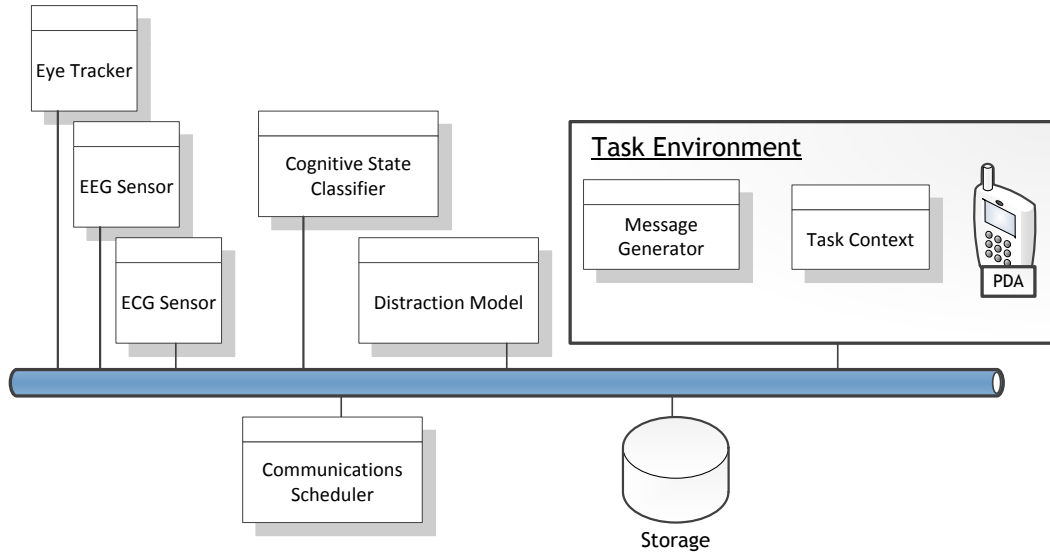 Eye Tracker
EEG Sensor
ECG Sensor
Cognitive State
Classifier
Distraction Model
Task Environment
Message
Generator
Task Context
PDA
Communications
Scheduler
Storage